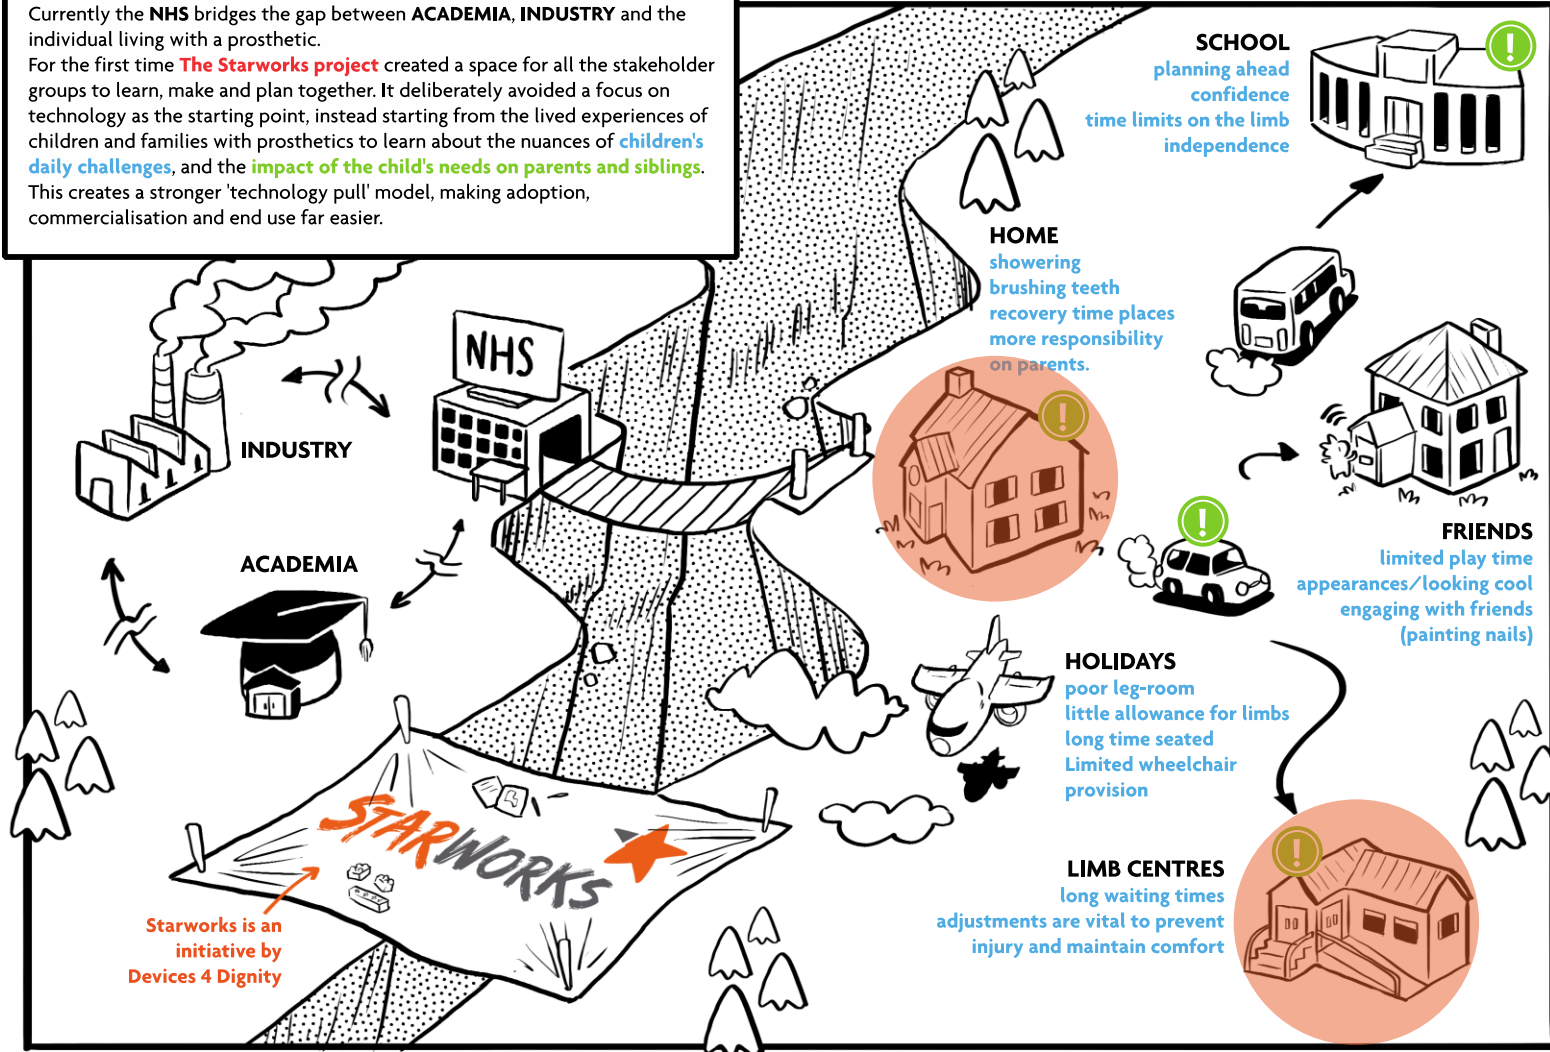 Currently the NHS bridges the gap between ACADEMIA, INDUSTRY and the
individual living with a prosthetic.
For the first time The Starworks project created a space for all the stakeholder
groups to learn, make and plan together. It deliberately avoided a focus on
technology as the starting point, instead starting from the lived experiences of
children and families with prosthetics to learn about the nuances of children's
daily challenges, and the impact of the child's needs on parents and siblings.
This creates a stronger 'technology pull' model, making adoption,
commercialisation and end use far easier.
SCHOOL
planning ahead
confidence
time limits on the limb
independence
!
HOME
showering
brushing teeth
recovery time places
more responsibility
on parents.
!
NHS
INDUSTRY
ACADEMIA
!
FRIENDS
limited play time
appearances/looking cool
engaging with friends
(painting nails)
HOLIDAYS
poor leg-room
little allowance for limbs
long time seated
Limited wheelchair
provision
STARWORKS
Starworks is an
initiative by
Devices 4 Dignity
!
LIMB CENTRES
long waiting times
adjustments are vital to prevent
injury and maintain comfort